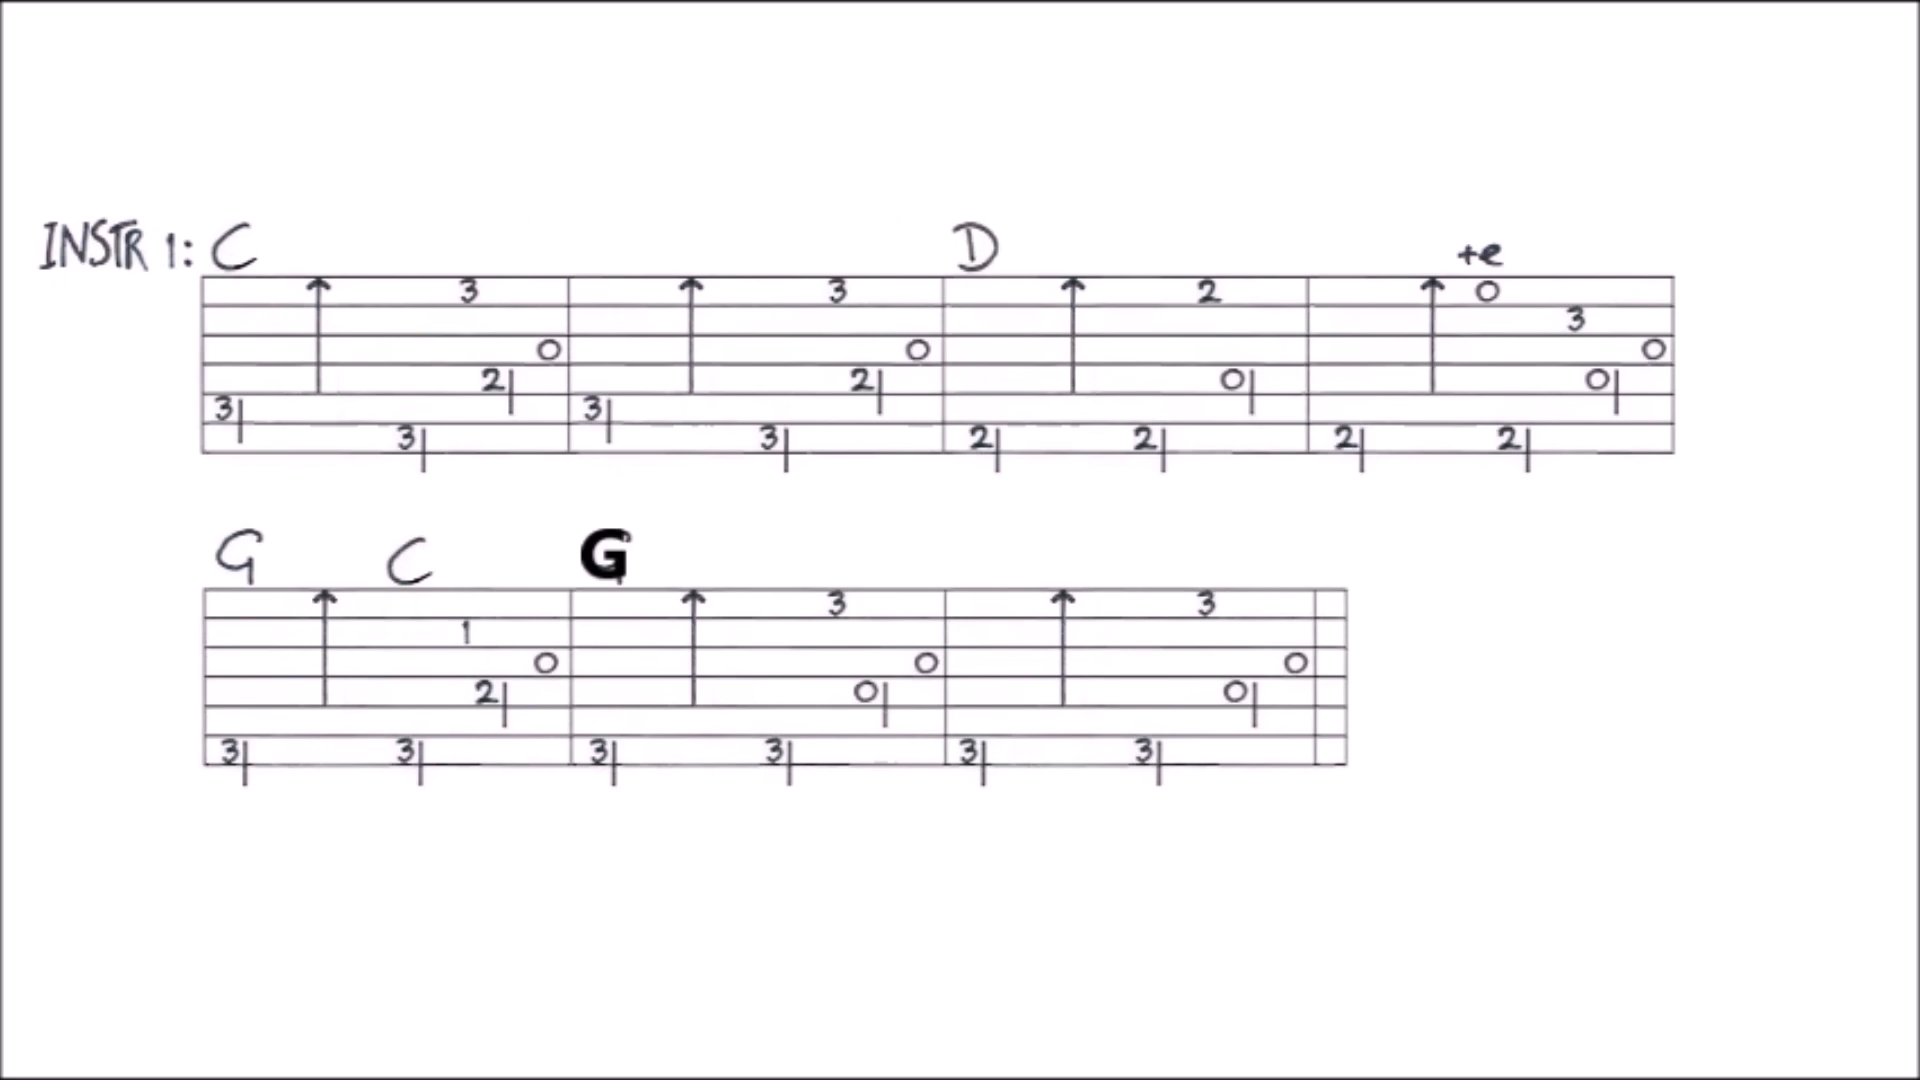 INSTR 1: C D +e
3 3 2 0
3
0 0 0
2 2 0 0
3 3
3 3 2 2 2 2
G C G
3 3
1
0 0 0
2 0 0
3 3 3 3 3 3